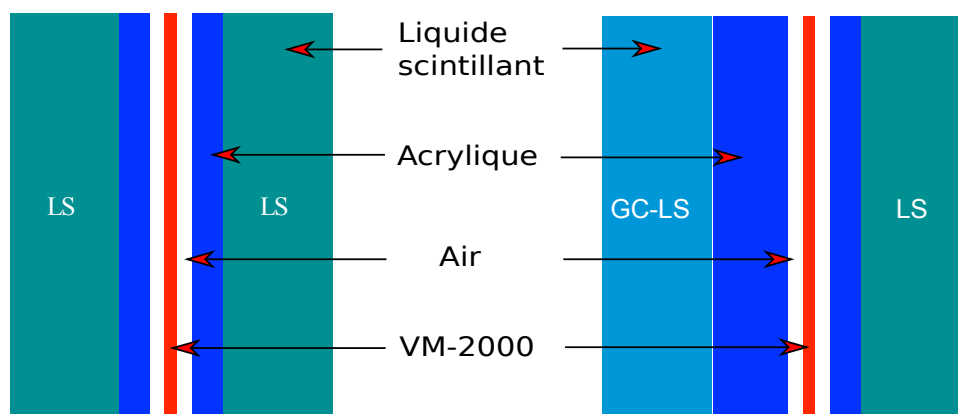 Liquide
scintillant
Acrylique
LS
LS
GC-LS
LS
Air
VM-2000